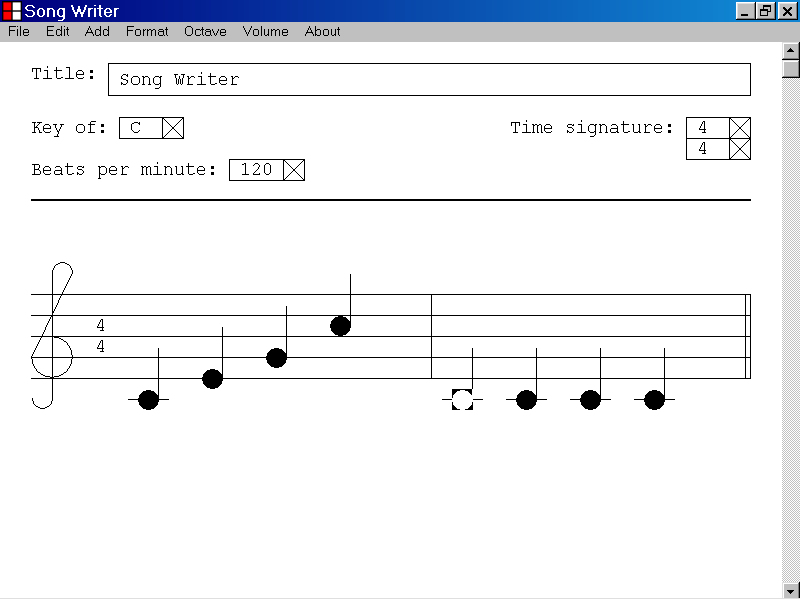 Song Writer
File Edit Add Format Octave Volume About
Title: Song Writer
Key of: C Time signature: 4
4
Beats per minute: 120
4
4